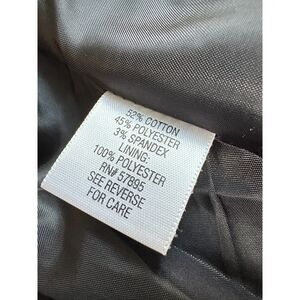 52% COTTON
45% POLYESTER
3% SPANDEX
LINING:
100% POLYESTER
RN# 57895
SEE REVERSE
FOR CARE